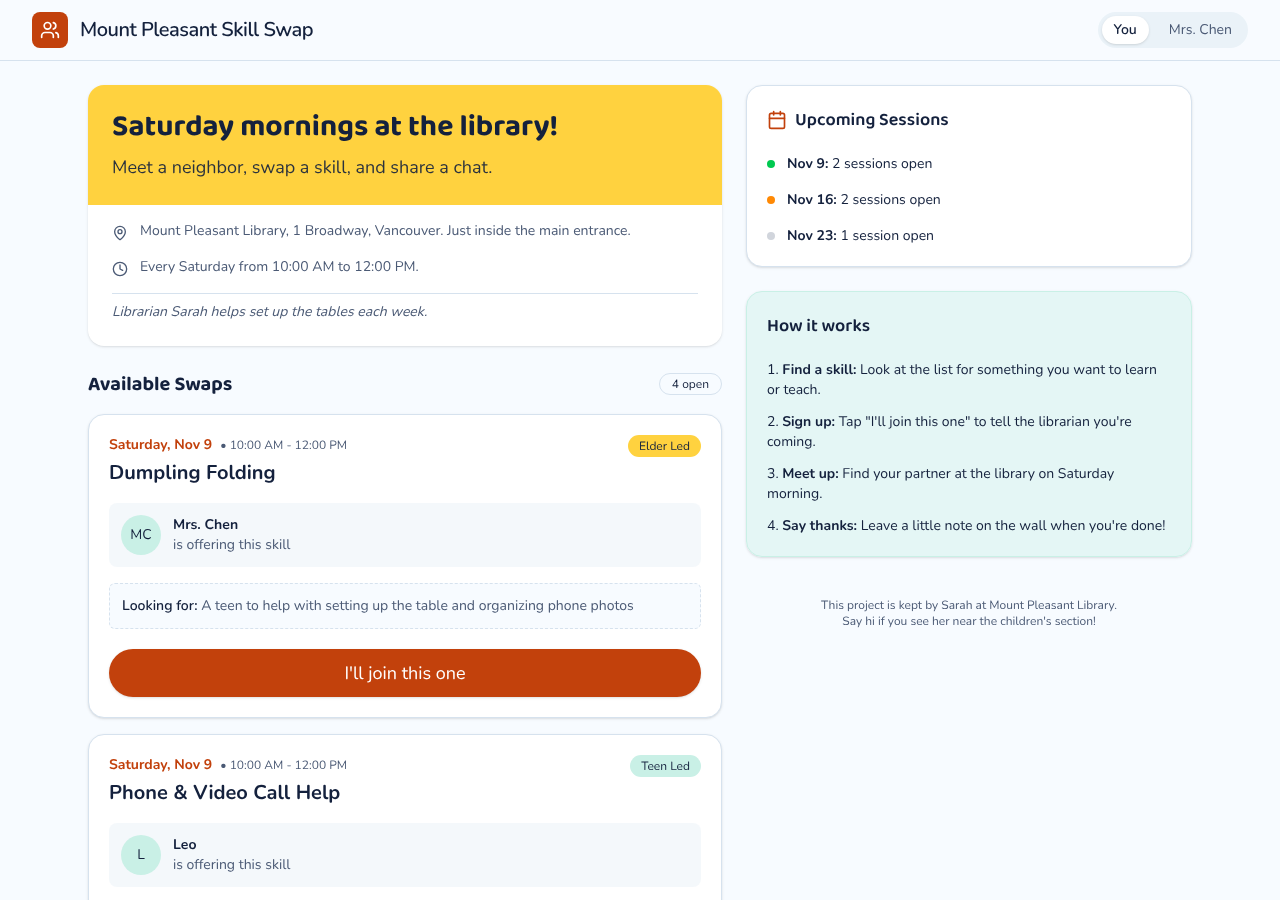 Mount Pleasant Skill Swap
You
Mrs. Chen
Saturday mornings at the library!
Meet a neighbor, swap a skill, and share a chat.
Mount Pleasant Library, 1 Broadway, Vancouver. Just inside the main entrance.
Every Saturday from 10:00 AM to 12:00 PM.
Librarian Sarah helps set up the tables each week.
Available Swaps
4 open
Saturday, Nov 9 • 10:00 AM - 12:00 PM
Elder Led
Dumpling Folding
MC
Mrs. Chen
is offering this skill
Looking for: A teen to help with setting up the table and organizing phone photos
I'll join this one
Saturday, Nov 9 • 10:00 AM - 12:00 PM
Teen Led
Phone & Video Call Help
L
Leo
is offering this skill
Upcoming Sessions
Nov 9: 2 sessions open
Nov 16: 2 sessions open
Nov 23: 1 session open
How it works
1. Find a skill: Look at the list for something you want to learn
or teach.
2. Sign up: Tap "I'll join this one" to tell the librarian you're
coming.
3. Meet up: Find your partner at the library on Saturday
morning.
4. Say thanks: Leave a little note on the wall when you're done!
This project is kept by Sarah at Mount Pleasant Library.
Say hi if you see her near the children's section!